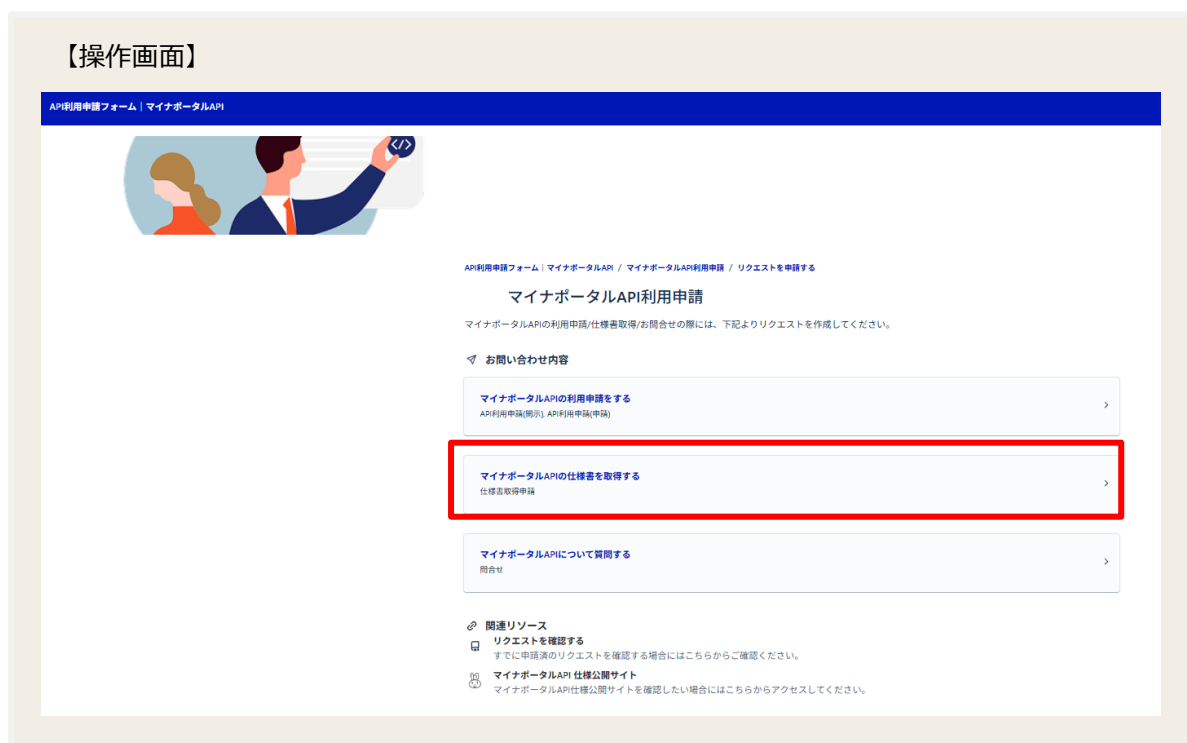 【操作画面】
API利用申請フォーム | マイナポータルAPI
</>
API利用申請フォーム | マイナポータルAPI / マイナポータルAPI利用申請 / リクエストを申請する
マイナポータルAPI利用申請
マイナポータルAPIの利用申請/仕様書取得/お問合せの際には、下記よりリクエストを作成してください。
お問い合わせ内容
マイナポータルAPIの利用申請をする
API利用申請(開示), API利用申請(申請)
マイナポータルAPIの仕様書を取得する
仕様書取得申請
マイナポータルAPIについて質問する
問合せ
関連リソース
リクエストを確認する
すでに申請済のリクエストを確認する場合にはこちらからご確認ください。
マイナポータルAPI 仕様公開サイト
マイナポータルAPI仕様公開サイトを確認したい場合にはこちらからアクセスしてください。